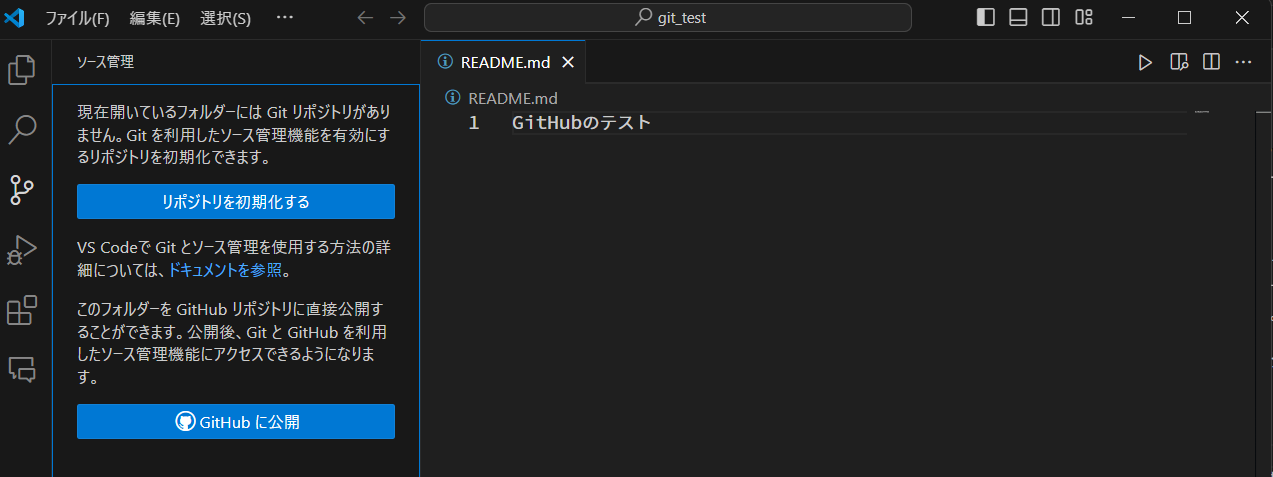 ファイル(F) 編集(E) 選択(S) ··· git_test
ソース管理
README.md
現在開いているフォルダーには Git リポジトリがあり
ません。Git を利用したソース管理機能を有効にす
るリポジトリを初期化できます。
リポジトリを初期化する
VS Codeで Git とソース管理を使用する方法の詳
細については、ドキュメントを参照。
このフォルダーを GitHub リポジトリに直接公開す
ることができます。公開後、Git と GitHub を利用
したソース管理機能にアクセスできるようになりま
す。
GitHub に公開
README.md
1 GitHubのテスト